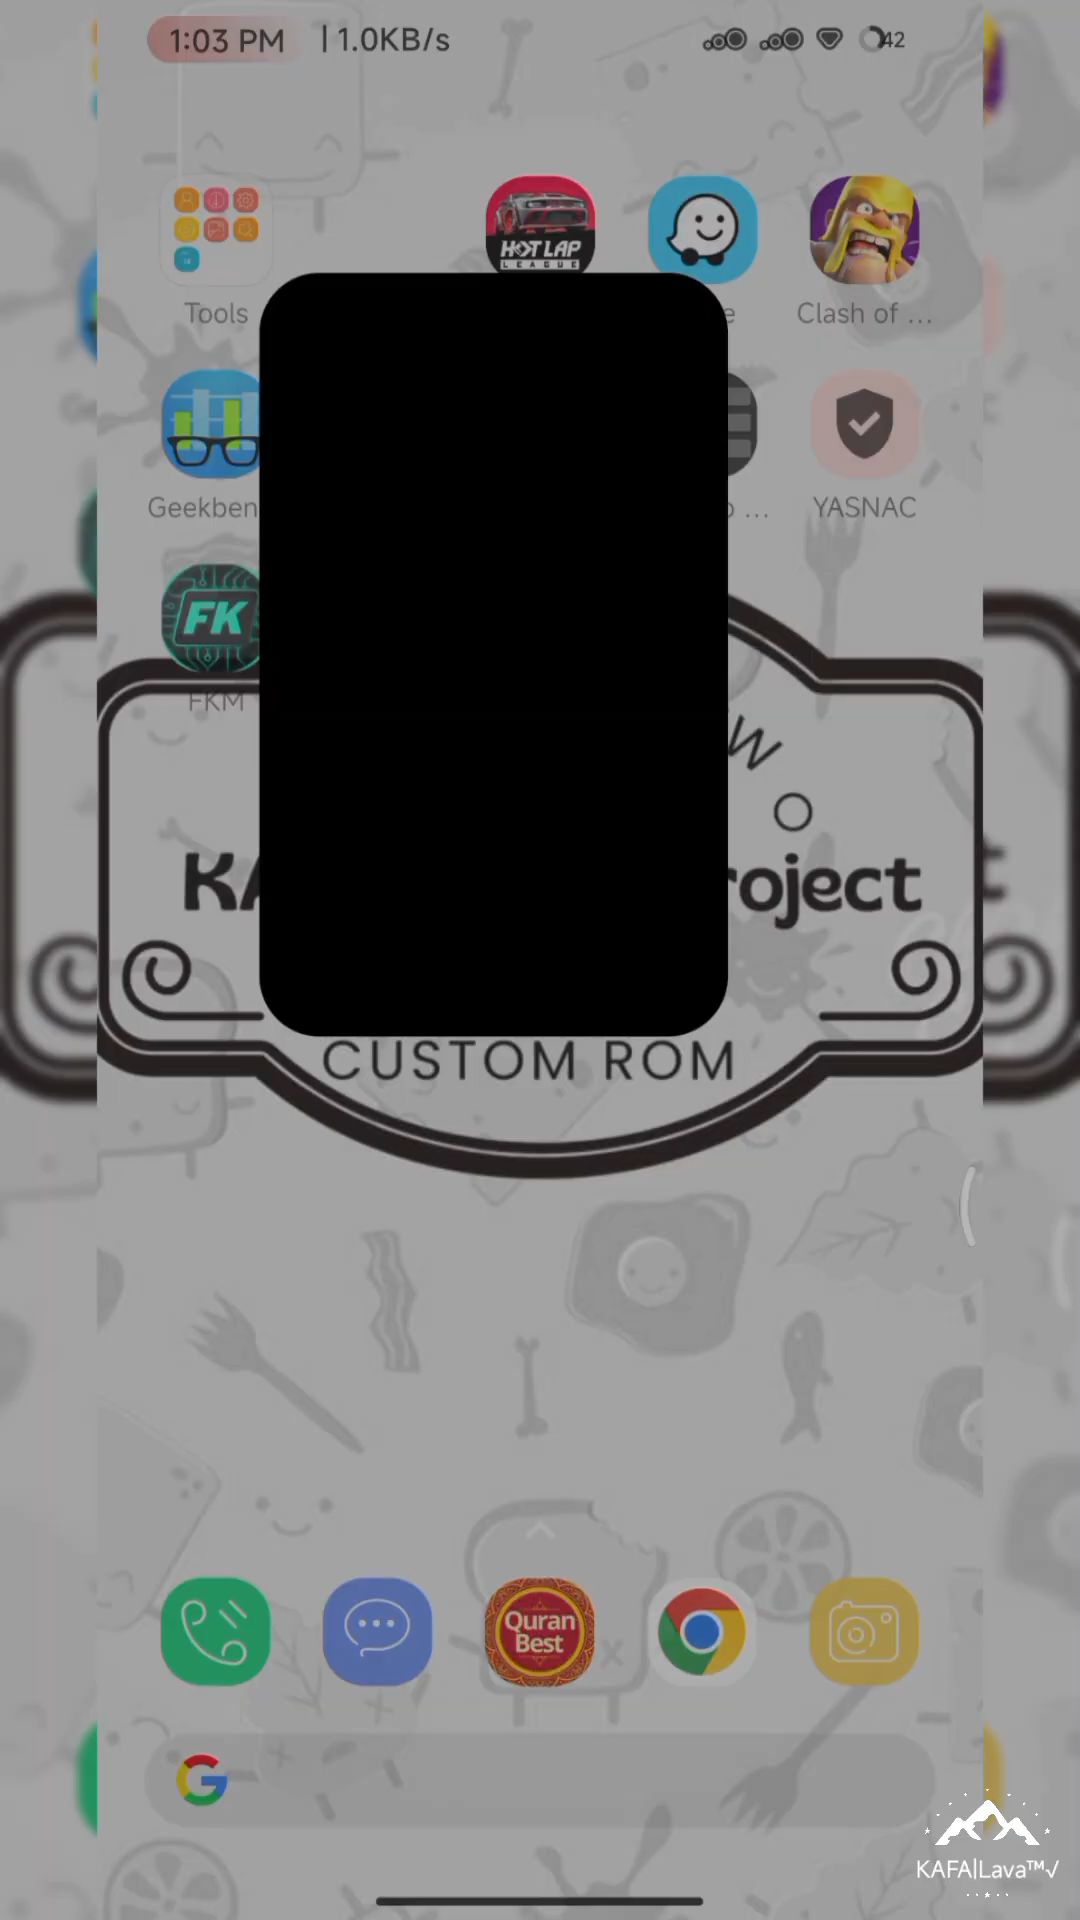 1:03 PM | 1.0KB/s 42
HOT LAP
LEAGUE
Tools
e
Clash of ...
Geekben
...
YASNAC
FK
FKM
W
O
KA
roject
CUSTOM ROM
Quran
Best
G
KAFA|Lava™√